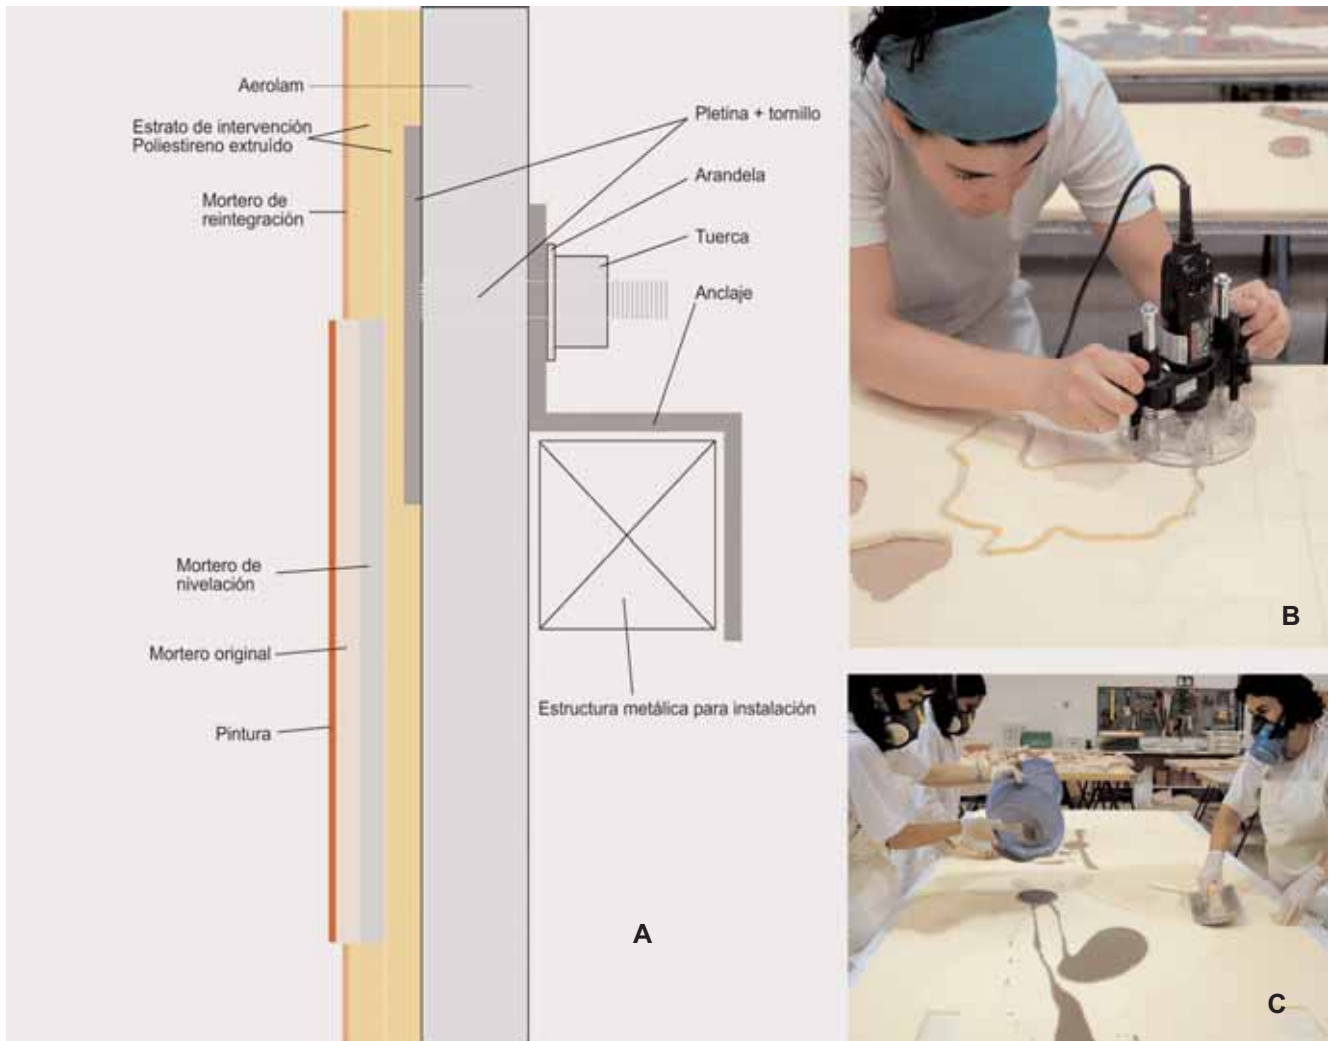 Aerolam
Estrato de intervención
Poliestireno extruído
Mortero de
reintegración
Mortero de
nivelación
Mortero original
Pintura
Pletina + tornillo
Arandela
Tuerca
Anclaje
Estructura metálica para instalación
A
B
C